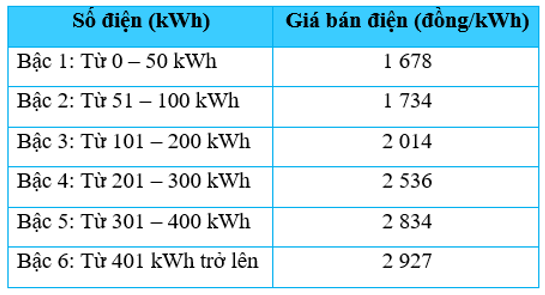 Số điện (kWh) Giá bán điện (đồng/kWh)
Bậc 1: Từ 0 – 50 kWh 1 678
Bậc 2: Từ 51 – 100 kWh 1 734
Bậc 3: Từ 101 – 200 kWh 2 014
Bậc 4: Từ 201 – 300 kWh 2 536
Bậc 5: Từ 301 – 400 kWh 2 834
Bậc 6: Từ 401 kWh trở lên 2 927